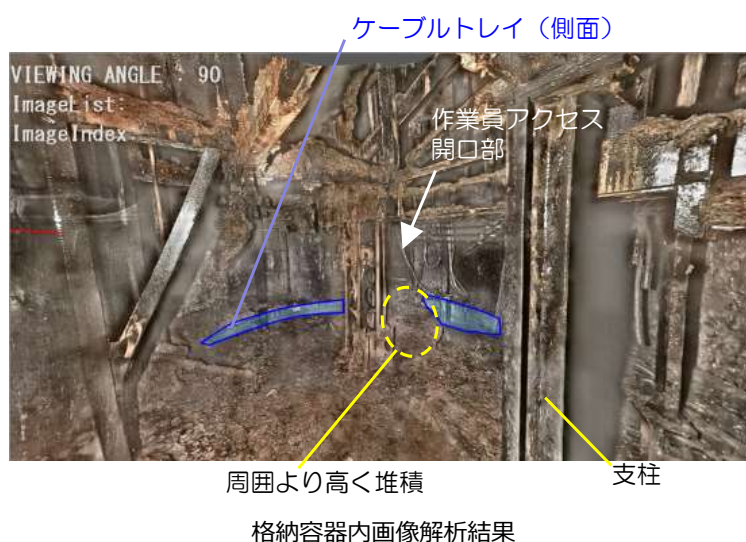 ケーブルトレイ（側面）
VIEWING ANGLE : 90
ImageList:
ImageIndex:
作業員アクセス
開口部
周囲より高く堆積
支柱
格納容器内画像解析結果